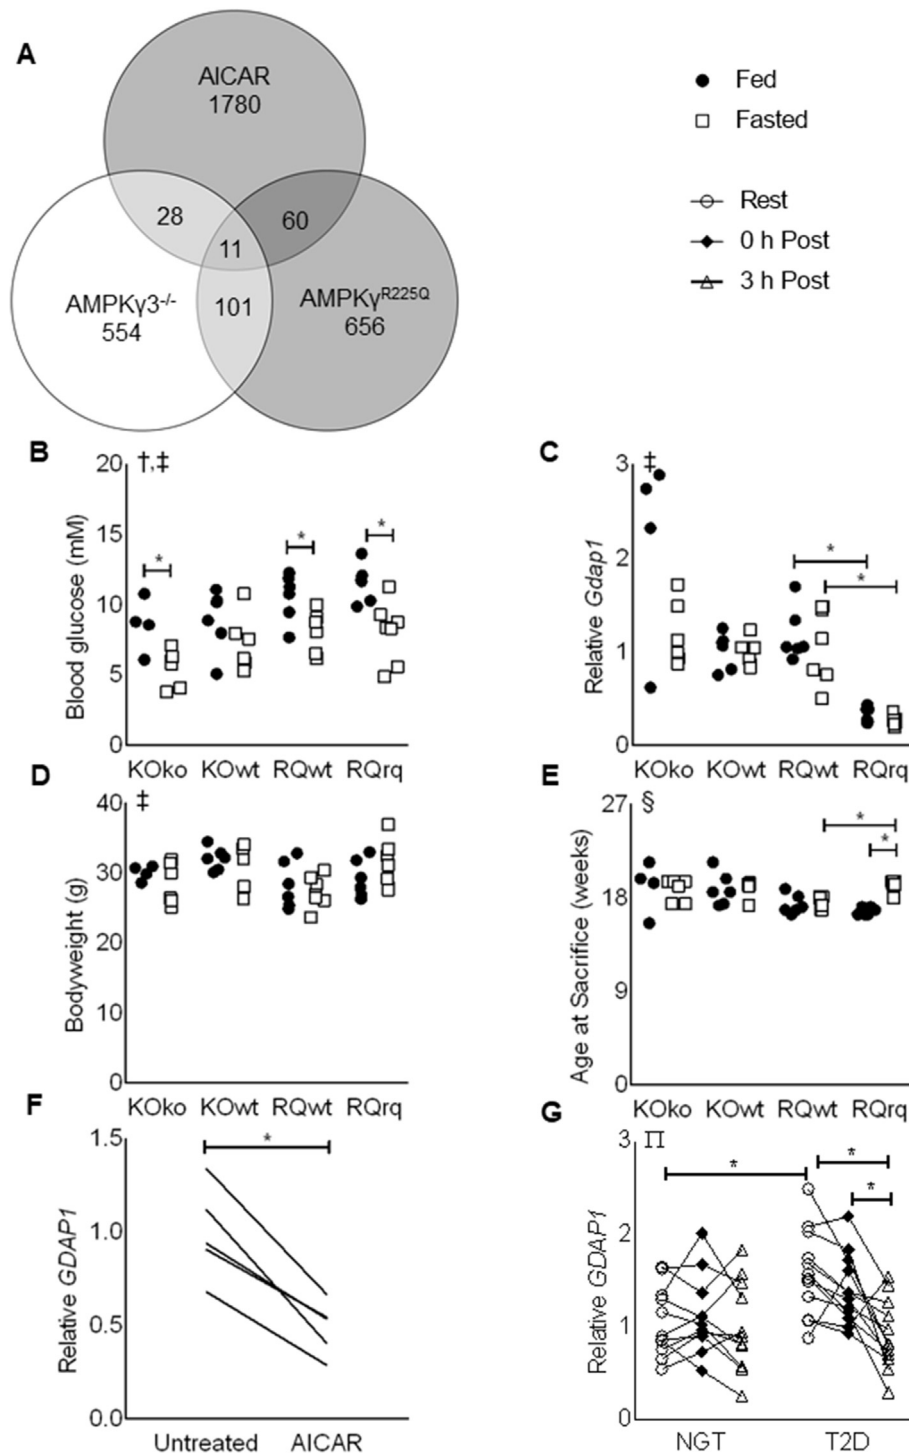 A
AICAR
1780
28
60
11
AMPKγ3-/-
554
101
AMPKγR225Q
656
Fed
Fasted
Rest
0 h Post
3 h Post
B
†,‡
20
15
10
5
0
Blood glucose (mM)
*
*
*
KOko KOwt RQwt RQrq
C
‡
3
2
1
0
Relative Gdap1
*
*
KOko KOwt RQwt RQrq
D
‡
40
30
20
10
0
Bodyweight (g)
KOko KOwt RQwt RQrq
E
§
27
18
9
0
Age at Sacrifice (weeks)
*
*
KOko KOwt RQwt RQrq
F
1.5
1.0
0.5
0.0
Relative GDAP1
*
Untreated AICAR
G
Π
3
2
1
0
Relative GDAP1
*
*
*
NGT T2D